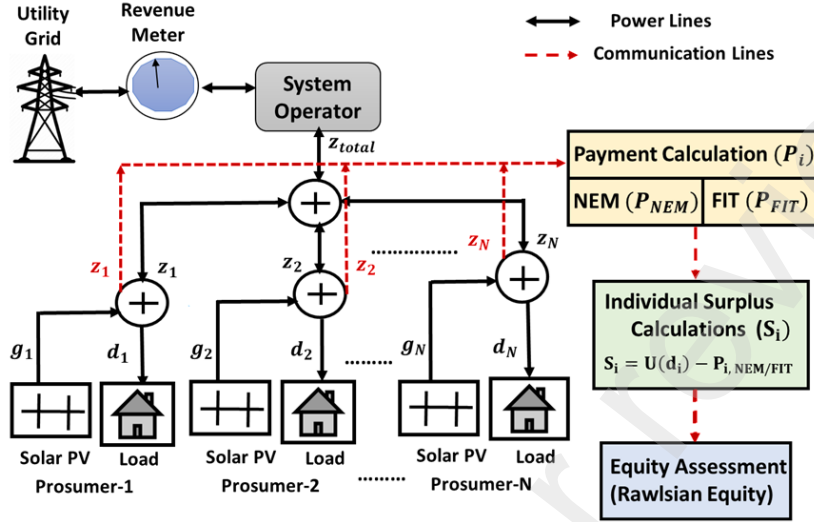 Utility
Grid
Revenue
Meter
System
Operator
Power Lines
Communication Lines
z_total
Payment Calculation (P_i)
NEM (P_NEM)
FIT (P_FIT)
z_1
z_1
z_2
z_2
z_N
z_N
................
g_1
d_1
g_2
d_2
........
g_N
d_N
Individual Surplus
Calculations (S_i)
S_i = U(d_i) − P_i, NEM/FIT
Solar PV
Load
Solar PV
Load
Solar PV
Load
Prosumer-1
Prosumer-2
........
Prosumer-N
Equity Assessment
(Rawlsian Equity)